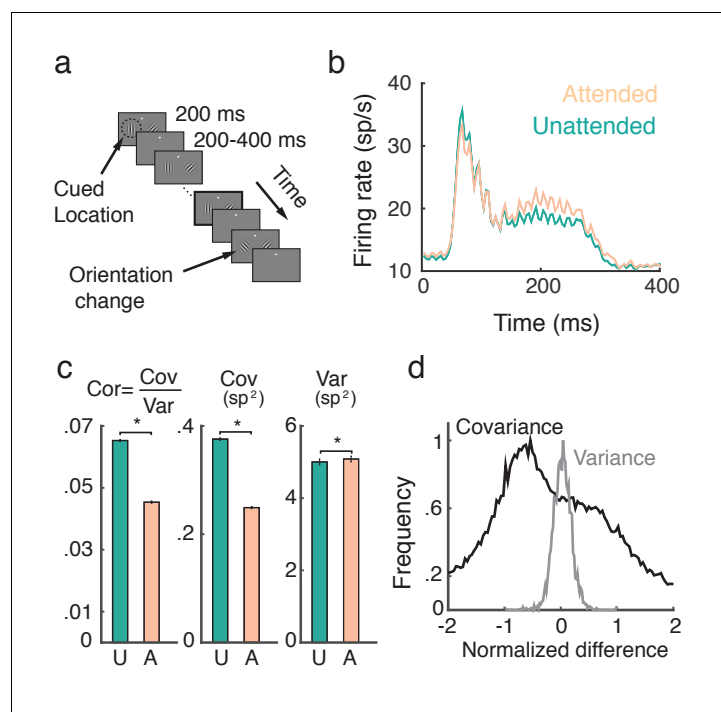 a
200 ms
200-400 ms
Time
Cued
Location
Orientation
change
b
Attended
Unattended
Firing rate (sp/s)
40
30
20
10
0
200
400
Time (ms)
c
Cor= Cov
Var
.07
.05
.03
.01
0
*
U A
Cov
(sp²)
.4
.2
0
*
U A
Var
(sp²)
6
4
2
0
*
U A
d
Covariance
Variance
Frequency
1
.6
.2
0
-2 -1 0 1 2
Normalized difference